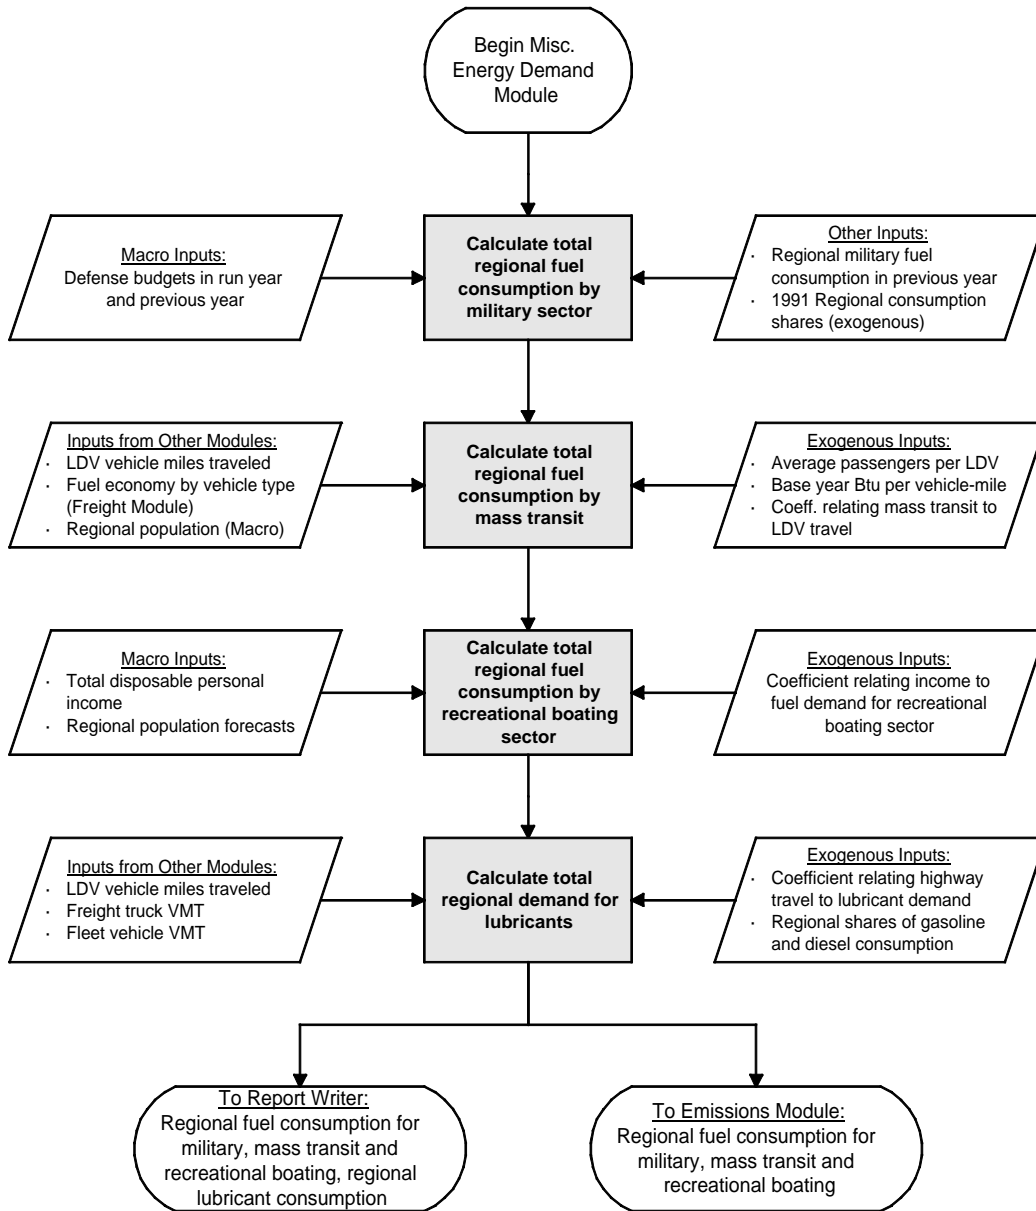 Begin Misc.
Energy Demand
Module
Macro Inputs:
Defense budgets in run year
and previous year
Calculate total
regional fuel
consumption by
military sector
Other Inputs:
· Regional military fuel
consumption in previous year
· 1991 Regional consumption
shares (exogenous)
Inputs from Other Modules:
· LDV vehicle miles traveled
· Fuel economy by vehicle type
(Freight Module)
· Regional population (Macro)
Calculate total
regional fuel
consumption by
mass transit
Exogenous Inputs:
· Average passengers per LDV
· Base year Btu per vehicle-mile
· Coeff. relating mass transit to
LDV travel
Macro Inputs:
· Total disposable personal
income
· Regional population forecasts
Calculate total
regional fuel
consumption by
recreational boating
sector
Exogenous Inputs:
Coefficient relating income to
fuel demand for recreational
boating sector
Inputs from Other Modules:
· LDV vehicle miles traveled
· Freight truck VMT
· Fleet vehicle VMT
Calculate total
regional demand for
lubricants
Exogenous Inputs:
· Coefficient relating highway
travel to lubricant demand
· Regional shares of gasoline
and diesel consumption
To Report Writer:
Regional fuel consumption for
military, mass transit and
recreational boating, regional
lubricant consumption
To Emissions Module:
Regional fuel consumption for
military, mass transit and
recreational boating